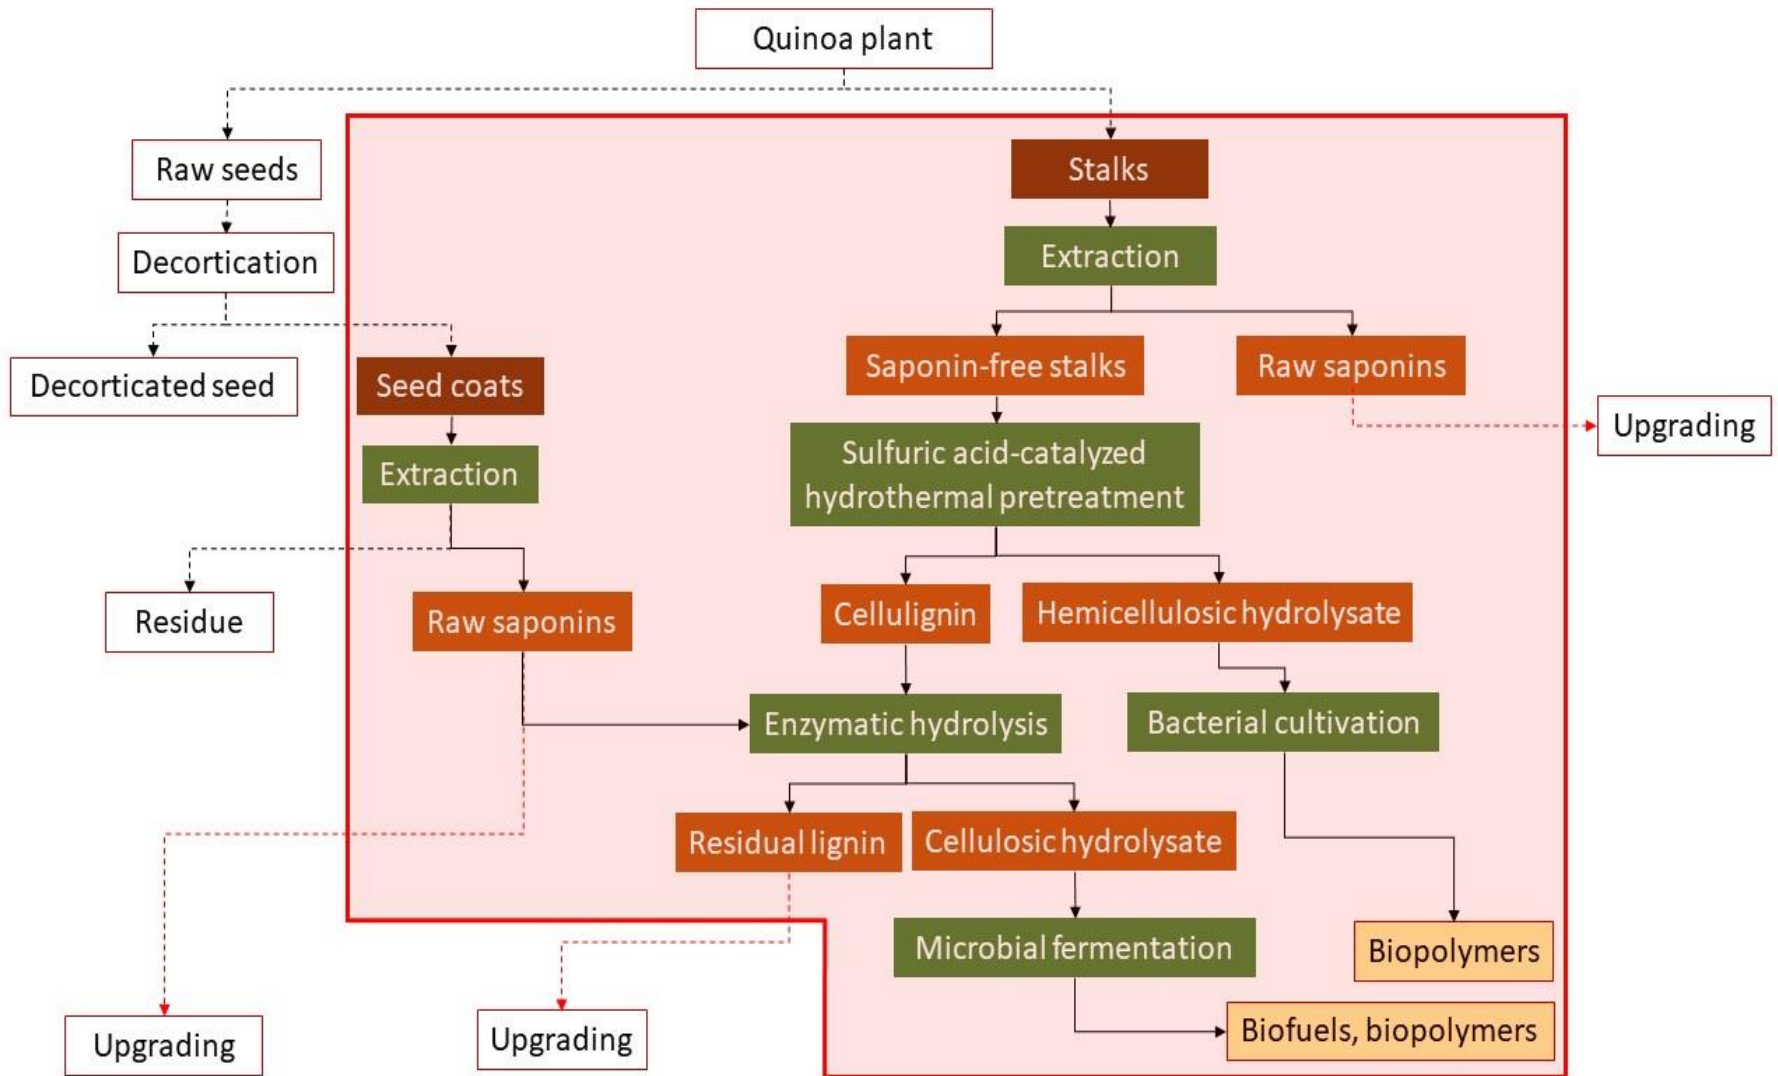 Quinoa plant
Raw seeds
Stalks
Decortication
Extraction
Decorticated seed
Seed coats
Saponin-free stalks
Raw saponins
Upgrading
Extraction
Sulfuric acid-catalyzed
hydrothermal pretreatment
Residue
Raw saponins
Cellulignin
Hemicellulosic hydrolysate
Enzymatic hydrolysis
Bacterial cultivation
Residual lignin
Cellulosic hydrolysate
Microbial fermentation
Biopolymers
Upgrading
Upgrading
Biofuels, biopolymers